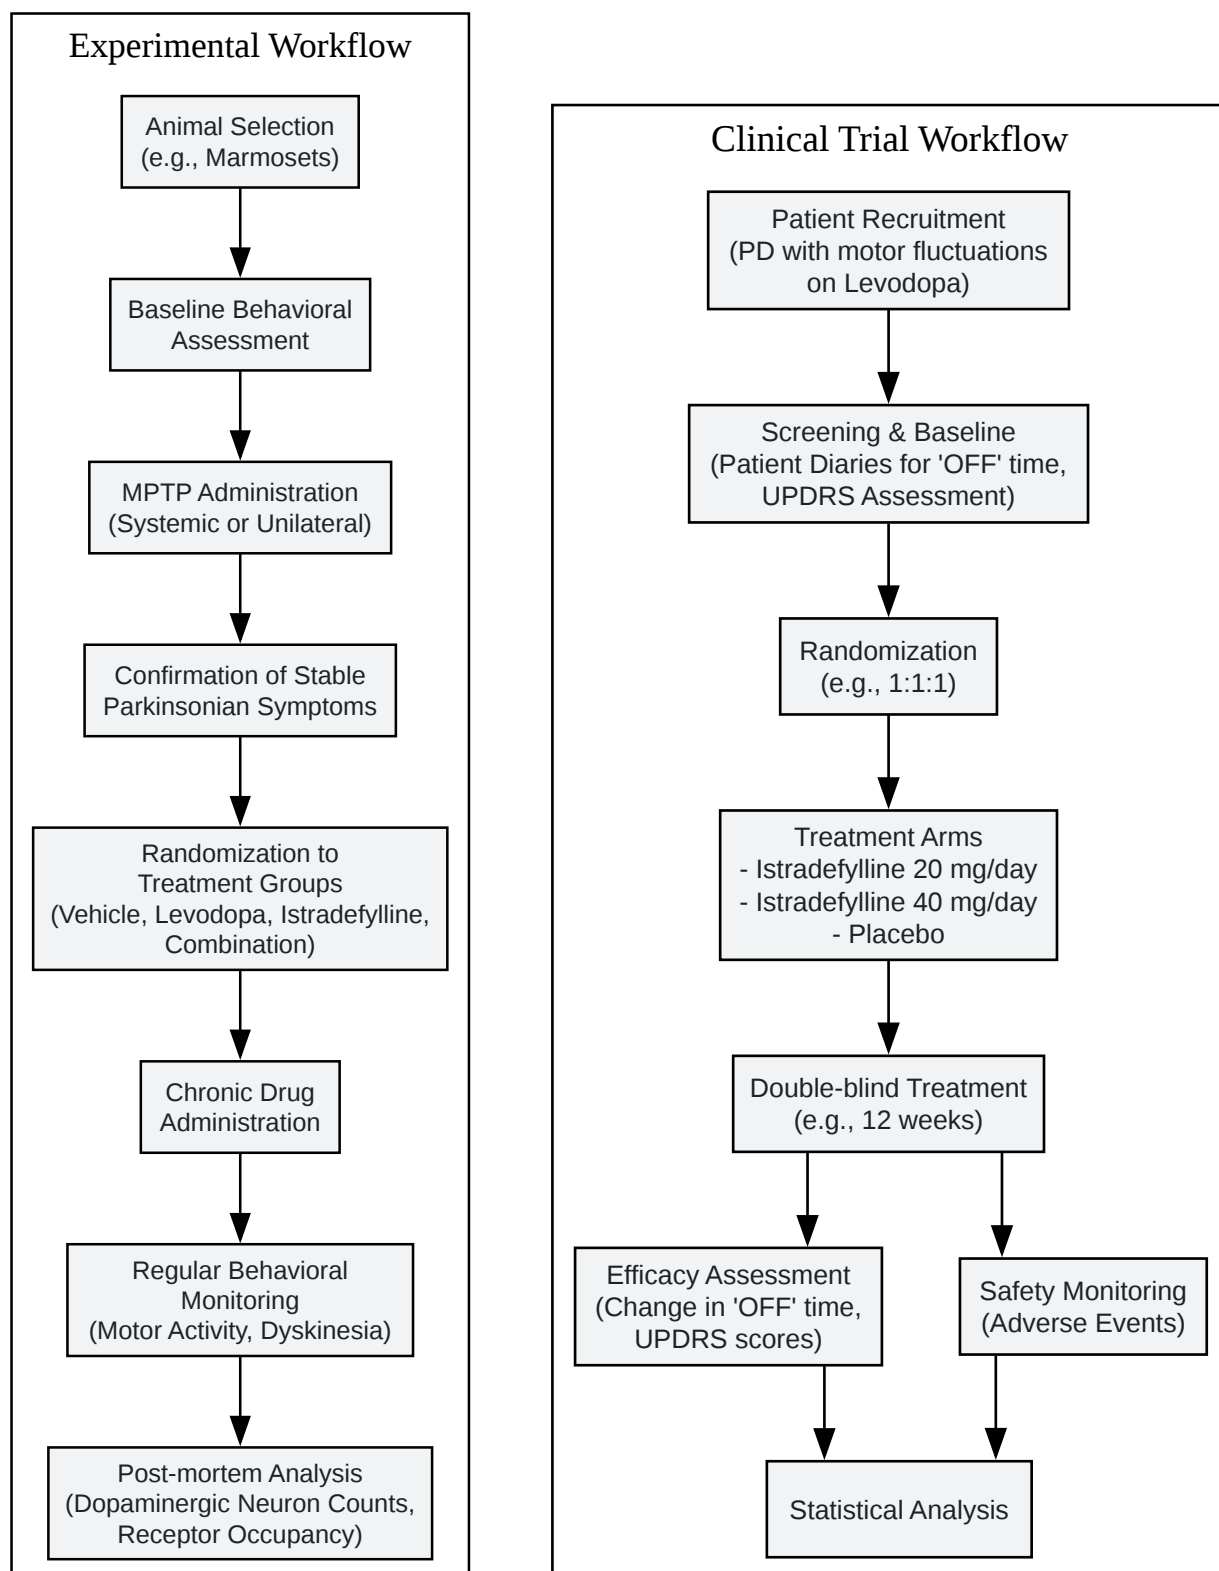 Experimental Workflow
Animal Selection
(e.g., Marmosets)
Baseline Behavioral
Assessment
MPTP Administration
(Systemic or Unilateral)
Confirmation of Stable
Parkinsonian Symptoms
Randomization to
Treatment Groups
(Vehicle, Levodopa, Istradefylline,
Combination)
Chronic Drug
Administration
Regular Behavioral
Monitoring
(Motor Activity, Dyskinesia)
Post-mortem Analysis
(Dopaminergic Neuron Counts,
Receptor Occupancy)
Clinical Trial Workflow
Patient Recruitment
(PD with motor fluctuations
on Levodopa)
Screening & Baseline
(Patient Diaries for 'OFF' time,
UPDRS Assessment)
Randomization
(e.g., 1:1:1)
Treatment Arms
- Istradefylline 20 mg/day
- Istradefylline 40 mg/day
- Placebo
Double-blind Treatment
(e.g., 12 weeks)
Efficacy Assessment
(Change in 'OFF' time,
UPDRS scores)
Safety Monitoring
(Adverse Events)
Statistical Analysis